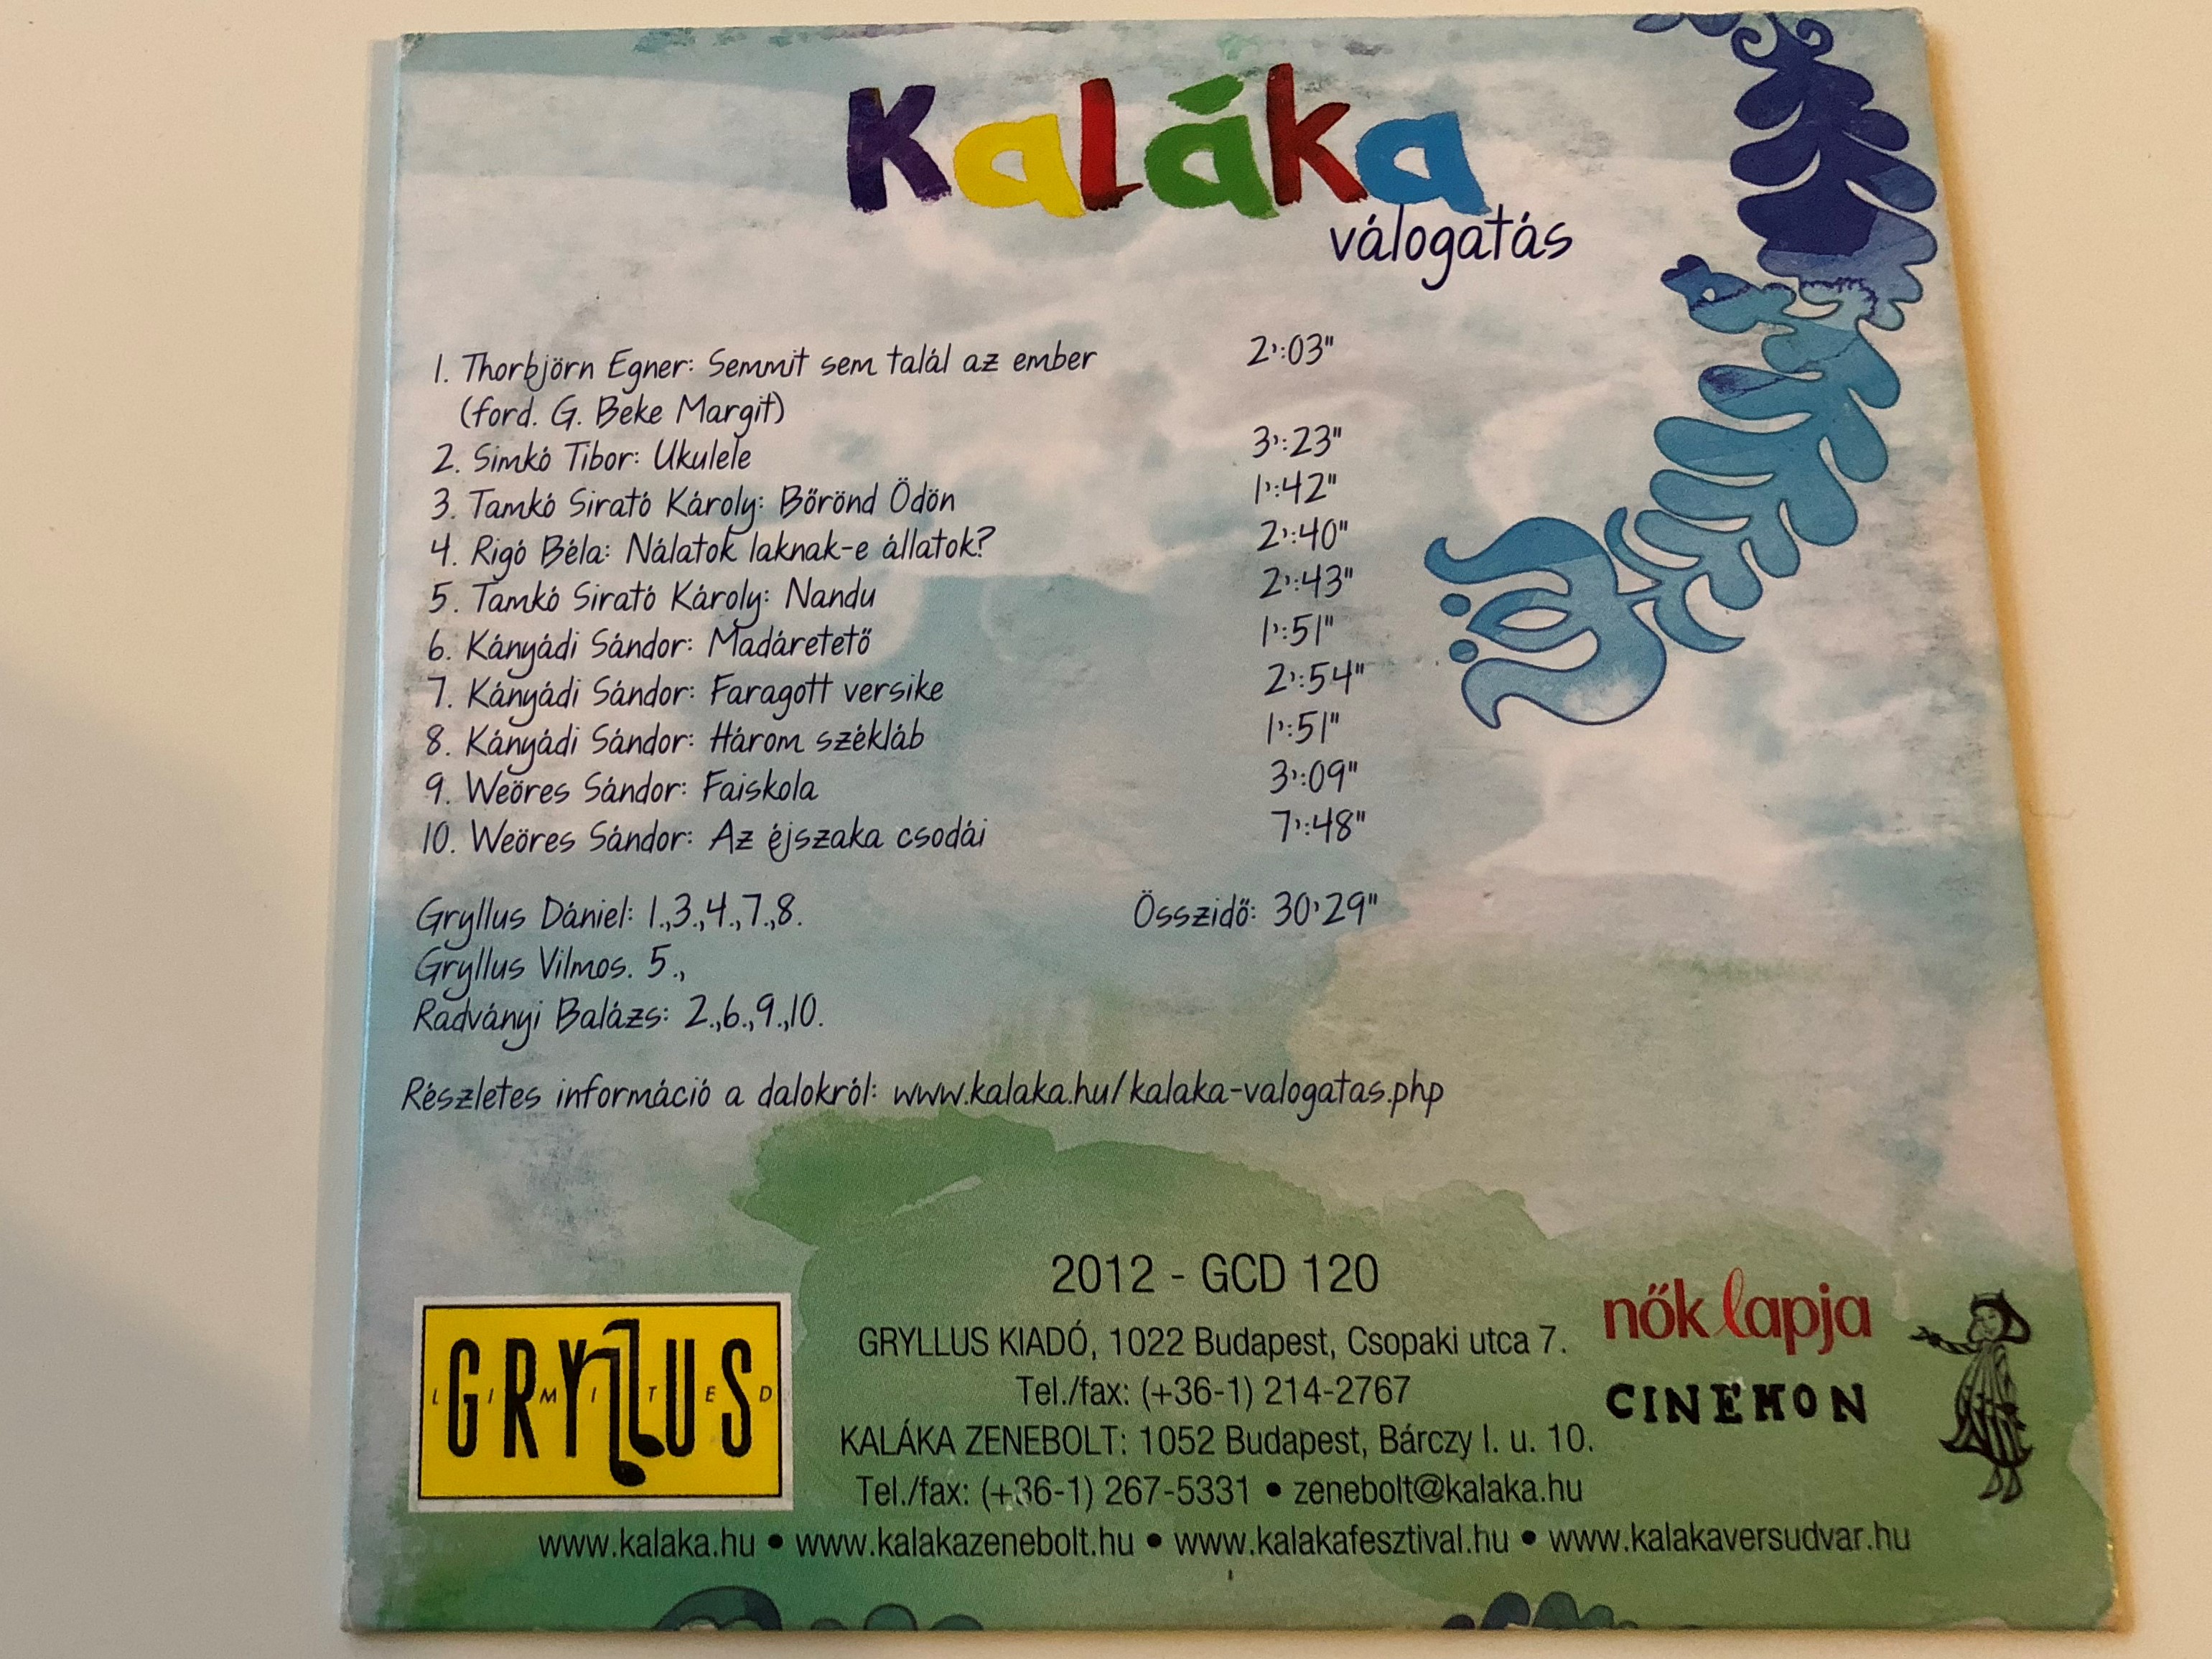 Kaláka
válogatás
1. Thorbjörn Egner: Semmit sem talál az ember 2':03"
(ford. G. Beke Margit)
2. Simkó Tibor: Ukulele 3':23"
3. Tamkó Sirató Károly: Bőrönd Ödön 1':42"
4. Rigó Béla: Nálatok laknak-e állatok? 2':40"
5. Tamkó Sirató Károly: Nandu 2':43"
6. Kányádi Sándor: Madáretető 1':51"
7. Kányádi Sándor: Faragott versike 2':54"
8. Kányádi Sándor: Három székláb 1':51"
9. Weöres Sándor: Faiskola 3':09"
10. Weöres Sándor: Az éjszaka csodái 7':48"
Gryllus Dániel: 1.,3.,4.,7.,8. Összidő: 30'29"
Gryllus Vilmos. 5.,
Radványi Balázs: 2.,6.,9.,10.
Részletes információ a dalokról: www.kalaka.hu/kalaka-valogatas.php
2012 - GCD 120
GRYLLUS
LIMITED
GRYLLUS KIADÓ, 1022 Budapest, Csopaki utca 7.
Tel./fax: (+36-1) 214-2767
KALÁKA ZENEBOLT: 1052 Budapest, Bárczy I. u. 10.
Tel./fax: (+36-1) 267-5331 • zenebolt@kalaka.hu
nők lapja
CINEMON
www.kalaka.hu • www.kalakazenebolt.hu • www.kalakafesztival.hu • www.kalakaversudvar.hu